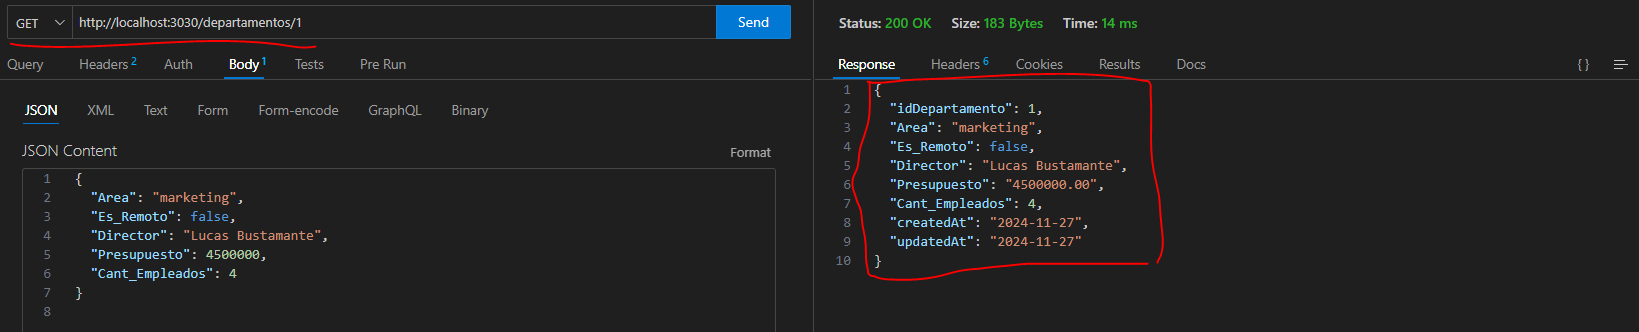 GET http://localhost:3030/departamentos/1 Send
Query Headers 2 Auth Body 1 Tests Pre Run
JSON XML Text Form Form-encode GraphQL Binary
JSON Content Format
1 {
2 "Area": "marketing",
3 "Es_Remoto": false,
4 "Director": "Lucas Bustamante",
5 "Presupuesto": 4500000,
6 "Cant_Empleados": 4
7 }
8
Status: 200 OK Size: 183 Bytes Time: 14 ms
Response Headers 6 Cookies Results Docs { }
1 {
2 "idDepartamento": 1,
3 "Area": "marketing",
4 "Es_Remoto": false,
5 "Director": "Lucas Bustamante",
6 "Presupuesto": "4500000.00",
7 "Cant_Empleados": 4,
8 "createdAt": "2024-11-27",
9 "updatedAt": "2024-11-27"
10 }